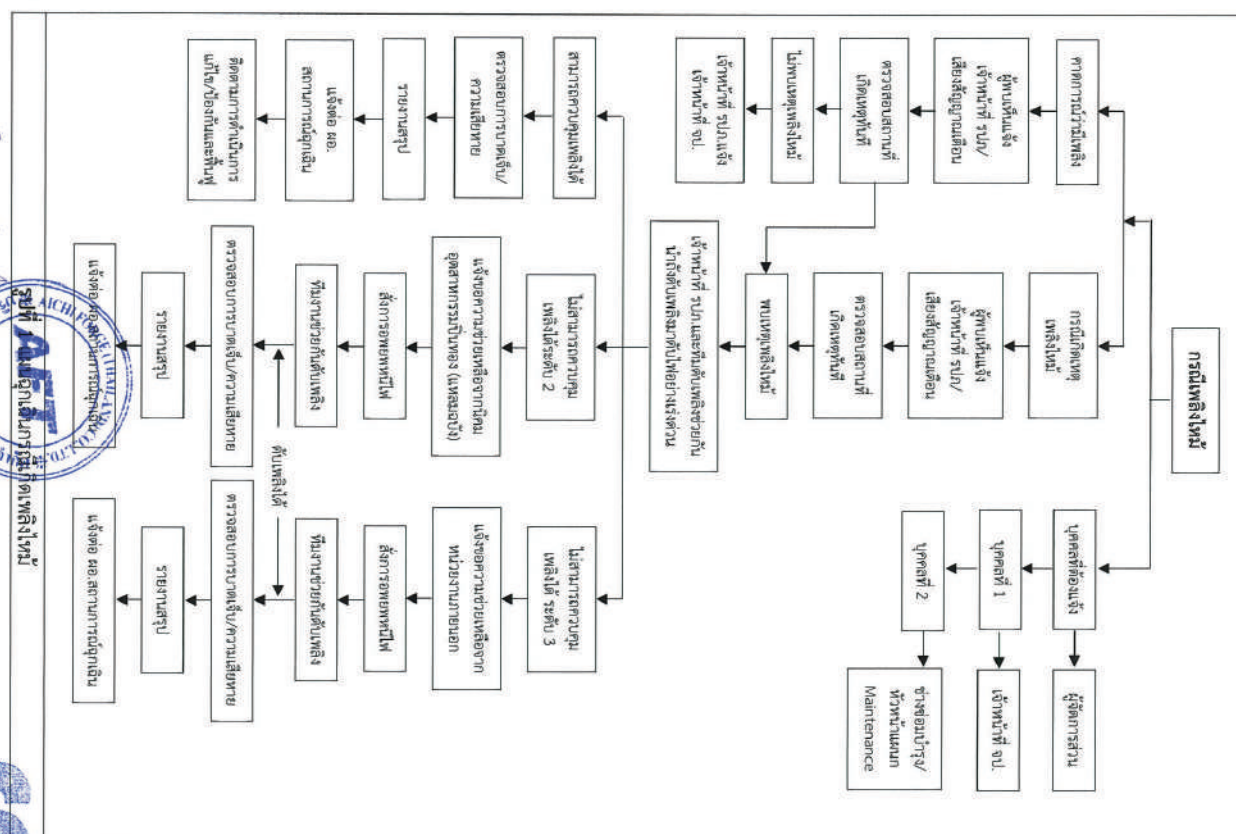 กรณีเพลิงไหม้
คาดการณ์ว่ามีเพลิง
ผู้พบเห็นแจ้ง
เจ้าหน้าที่ รปภ/
เสียงสัญญาณเตือน
ตรวจสอบสถานที่
เกิดเหตุทันที
ไม่พบเหตุเพลิงไหม้
เจ้าหน้าที่ รปภ.แจ้ง
เจ้าหน้าที่ จป.
กรณีเกิดเหตุ
เพลิงไหม้
ผู้พบเห็นแจ้ง
เจ้าหน้าที่ รปภ/
เสียงสัญญาณเตือน
ตรวจสอบสถานที่
เกิดเหตุทันที
พบเหตุเพลิงไหม้
เจ้าหน้าที่ รปภ.และทีมดับเพลิงช่วยกัน
นำถังดับเพลิงมาดับไฟอย่างเร่งด่วน
บุคคลที่ต้องแจ้ง
ผู้จัดการส่วน
บุคคลที่ 1
เจ้าหน้าที่ จป.
บุคคลที่ 2
ช่างซ่อมบำรุง/
หัวหน้าแผนก
Maintenance
สามารถควบคุมเพลิงได้
ตรวจสอบการบาดเจ็บ/
ความเสียหาย
รายงานสรุป
แจ้งต่อ ผอ.
สถานการณ์ฉุกเฉิน
ติดตามการดำเนินการ
แก้ไข/ป้องกันและฟื้นฟู
ไม่สามารถควบคุม
เพลิงได้ระดับ 2
แจ้งขอความช่วยเหลือจากนิคม
อุตสาหกรรมปิ่นทอง (แหลมฉบัง)
สั่งการอพยพหนีไฟ
ทีมงานช่วยกันดับเพลิง
ดับเพลิงได้
ตรวจสอบการบาดเจ็บ/ความเสียหาย
รายงานสรุป
แจ้งต่อ ผอ.สถานการณ์ฉุกเฉิน
ไม่สามารถควบคุม
เพลิงได้ ระดับ 3
แจ้งขอความช่วยเหลือจาก
หน่วยงานภายนอก
สั่งการอพยพหนีไฟ
ทีมงานช่วยกันดับเพลิง
ตรวจสอบการบาดเจ็บ/ความเสียหาย
รายงานสรุป
แจ้งต่อ ผอ.สถานการณ์ฉุกเฉิน
รูปที่ 1 แผนฉุกเฉินกรณีเกิดเพลิงไหม้
AICHI FORGE (THAILAND) CO.,LTD.
AFT